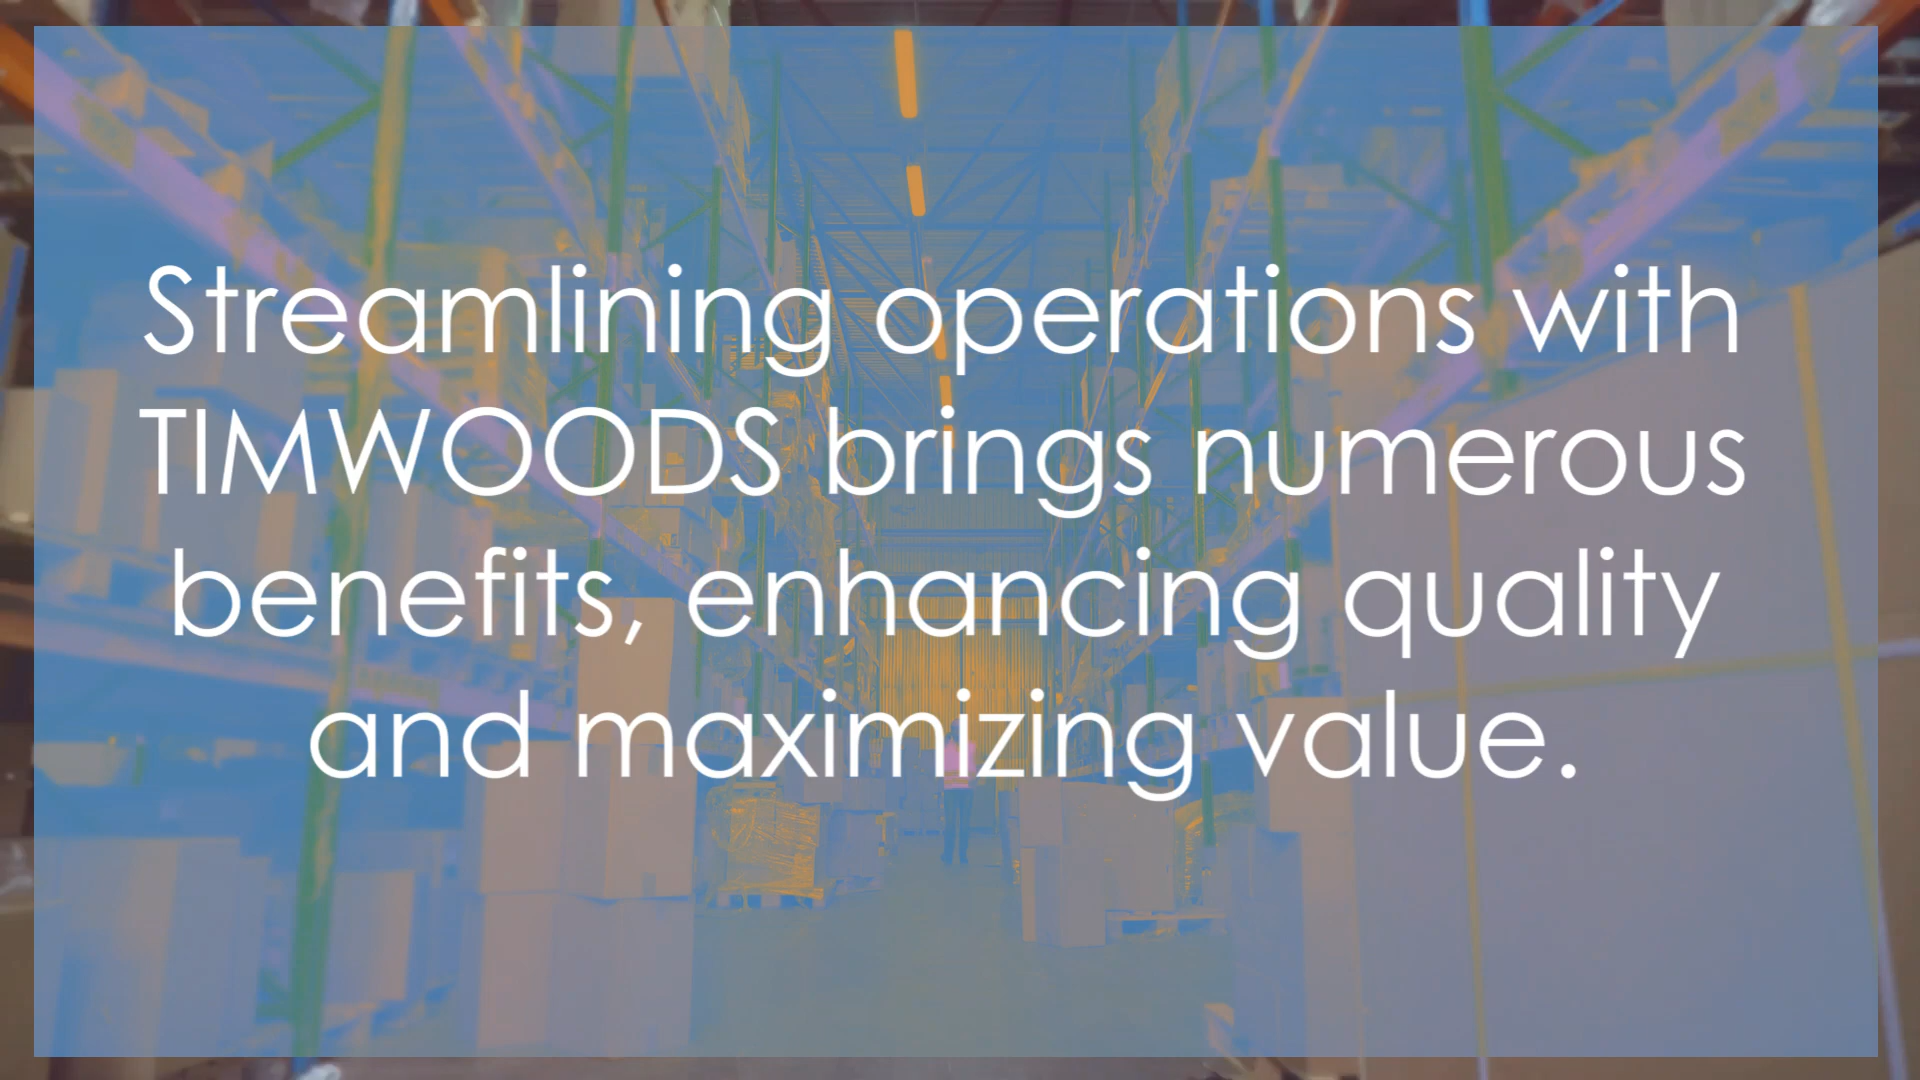 Streamlining operations with
TIMWOODS brings numerous
benefits, enhancing quality
and maximizing value.